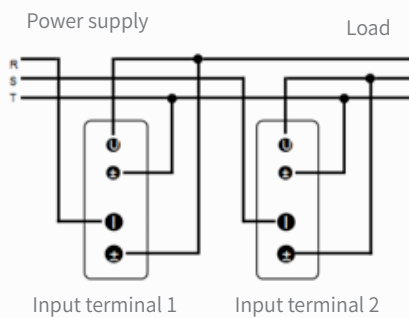 Power supply
Load
R
S
T
U
U
±
±
I
I
±
±
Input terminal 1
Input terminal 2